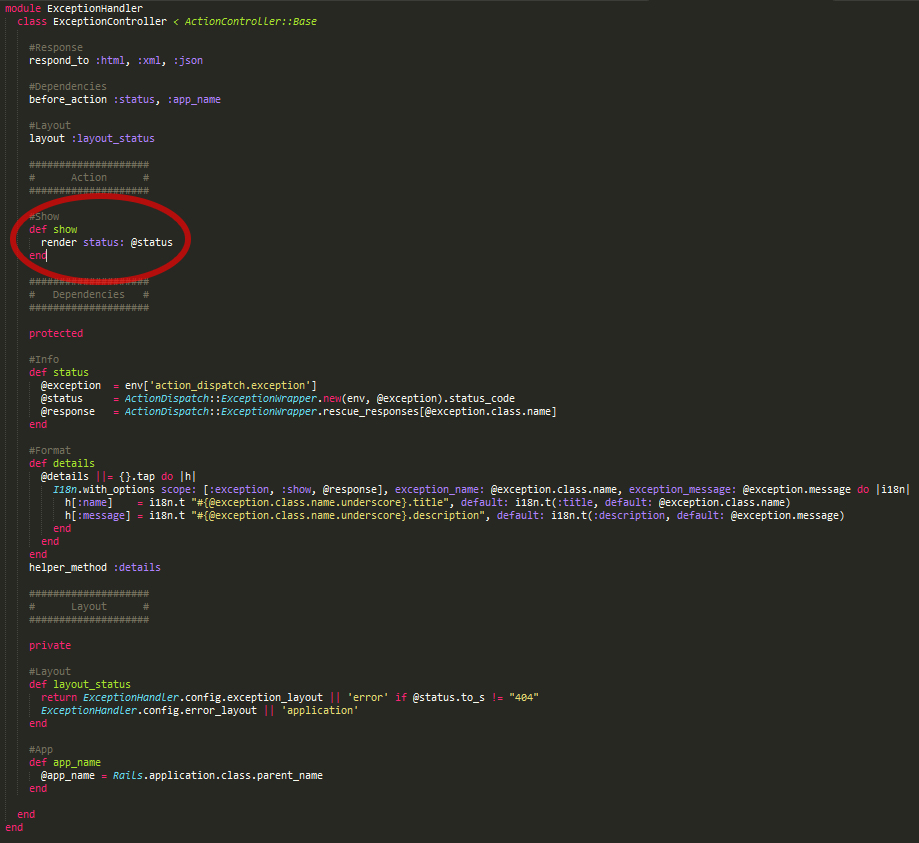 module ExceptionHandler
  class ExceptionController < ActionController::Base

    #Response
    respond_to :html, :xml, :json

    #Dependencies
    before_action :status, :app_name

    #Layout
    layout :layout_status

    ####################
    #      Action      #
    ####################

    #Show
    def show
      render status: @status
    end

    ####################
    #   Dependencies   #
    ####################

    protected

    #Info
    def status
      @exception  = env['action_dispatch.exception']
      @status     = ActionDispatch::ExceptionWrapper.new(env, @exception).status_code
      @response   = ActionDispatch::ExceptionWrapper.rescue_responses[@exception.class.name]
    end

    #Format
    def details
      @details ||= {}.tap do |h|
        I18n.with_options scope: [:exception, :show, @response], exception_name: @exception.class.name, exception_message: @exception.message do |i18n|
          h[:name]    = i18n.t "#{@exception.class.name.underscore}.title", default: i18n.t(:title, default: @exception.class.name)
          h[:message] = i18n.t "#{@exception.class.name.underscore}.description", default: i18n.t(:description, default: @exception.message)
        end
      end
    end
    helper_method :details

    ####################
    #      Layout      #
    ####################

    private

    #Layout
    def layout_status
      return ExceptionHandler.config.exception_layout || 'error' if @status.to_s != "404"
      ExceptionHandler.config.error_layout || 'application'
    end

    #App
    def app_name
      @app_name = Rails.application.class.parent_name
    end

  end
end